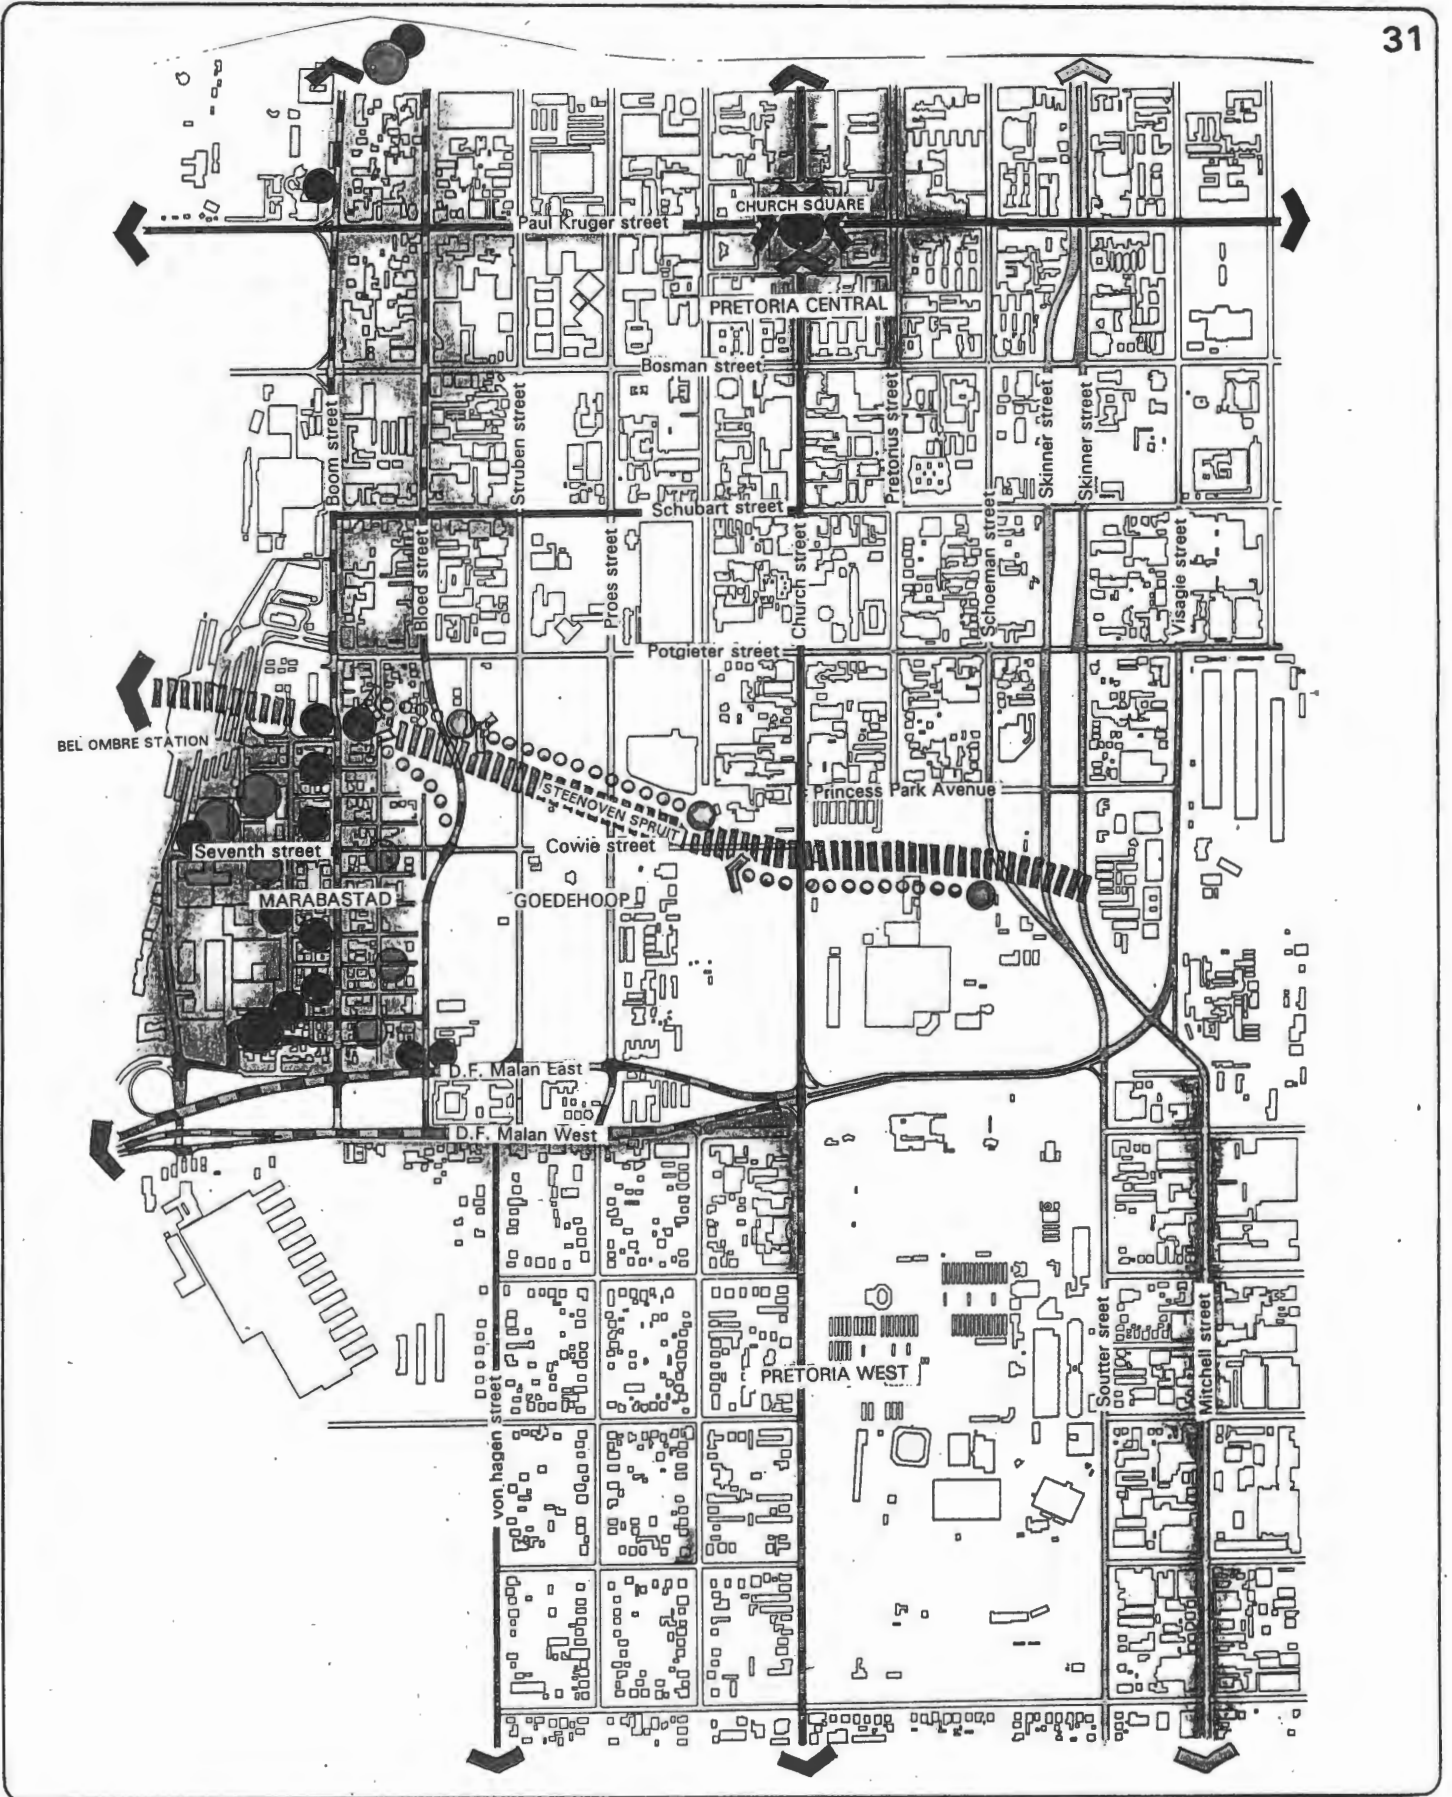 31
CHURCH SQUARE
Paul Kruger street
PRETORIA CENTRAL
Bosman street
Boom street
Struben street
Pretorius street
Skinner street
Skinner street
Schubart street
Bloed street
Proes street
Church street
Schoeman street
Visagie street
Potgieter street
BEL OMBRE STATION
STEENOVEN SPRUIT
Princess Park Avenue
Seventh street
Cowie street
MARABASTAD
GOEDEHOOP
D.F. Malan East
D.F. Malan West
PRETORIA WEST
Soutter street
Mitchell street
von hagen street